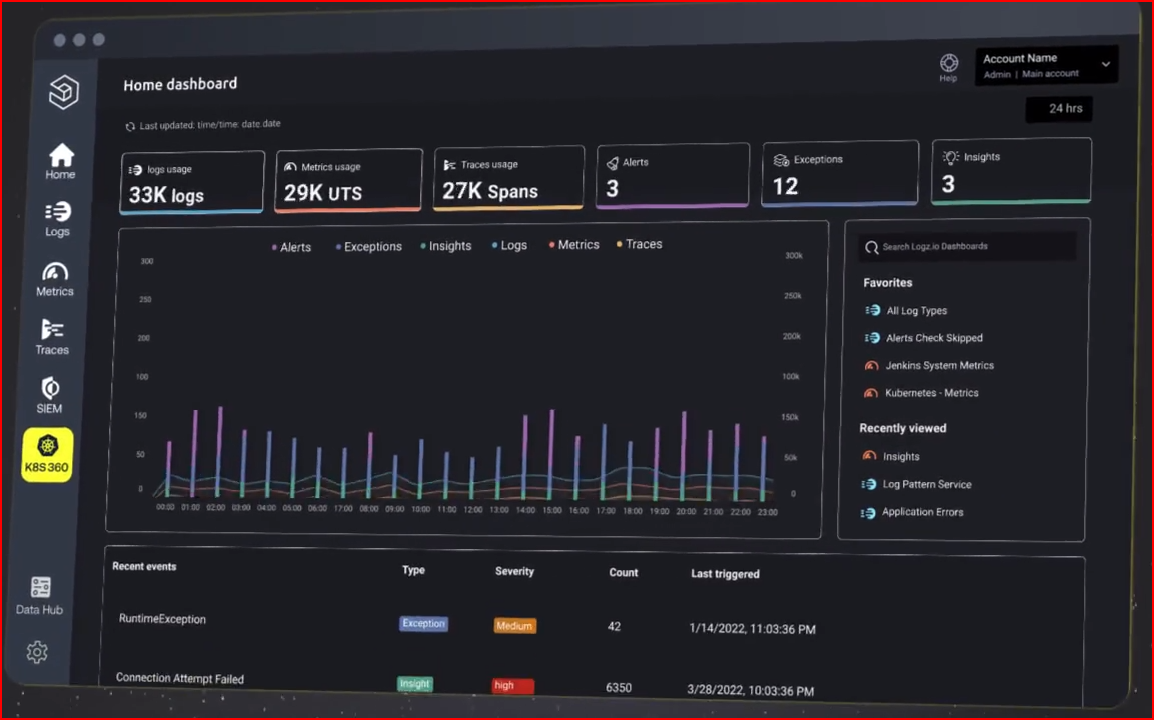 Home dashboard
Help
Account Name
Admin | Main account
24 hrs
Last updated: time/time: date:date
Home
Logs
Metrics
Traces
SIEM
K8S 360
Data Hub
logs usage
33K logs
Metrics usage
29K UTS
Traces usage
27K Spans
Alerts
3
Exceptions
12
Insights
3
Alerts Exceptions Insights Logs Metrics Traces
300
250
200
100
150
50
0
300k
250k
200k
100k
150k
50k
0
00:00 01:00 02:00 03:00 04:00 05:00 06:00 17:00 08:00 09:00 10:00 11:00 12:00 13:00 14:00 15:00 16:00 17:00 18:00 19:00 20:00 21:00 22:00 23:00
Search Logz.io Dashboards
Favorites
All Log Types
Alerts Check Skipped
Jenkins System Metrics
Kubernetes - Metrics
Recently viewed
Insights
Log Pattern Service
Application Errors
Recent events Type Severity Count Last triggered
RuntimeException Exception Medium 42 1/14/2022, 11:03:36 PM
Connection Attempt Failed Insight high 6350 3/28/2022, 10:03:36 PM